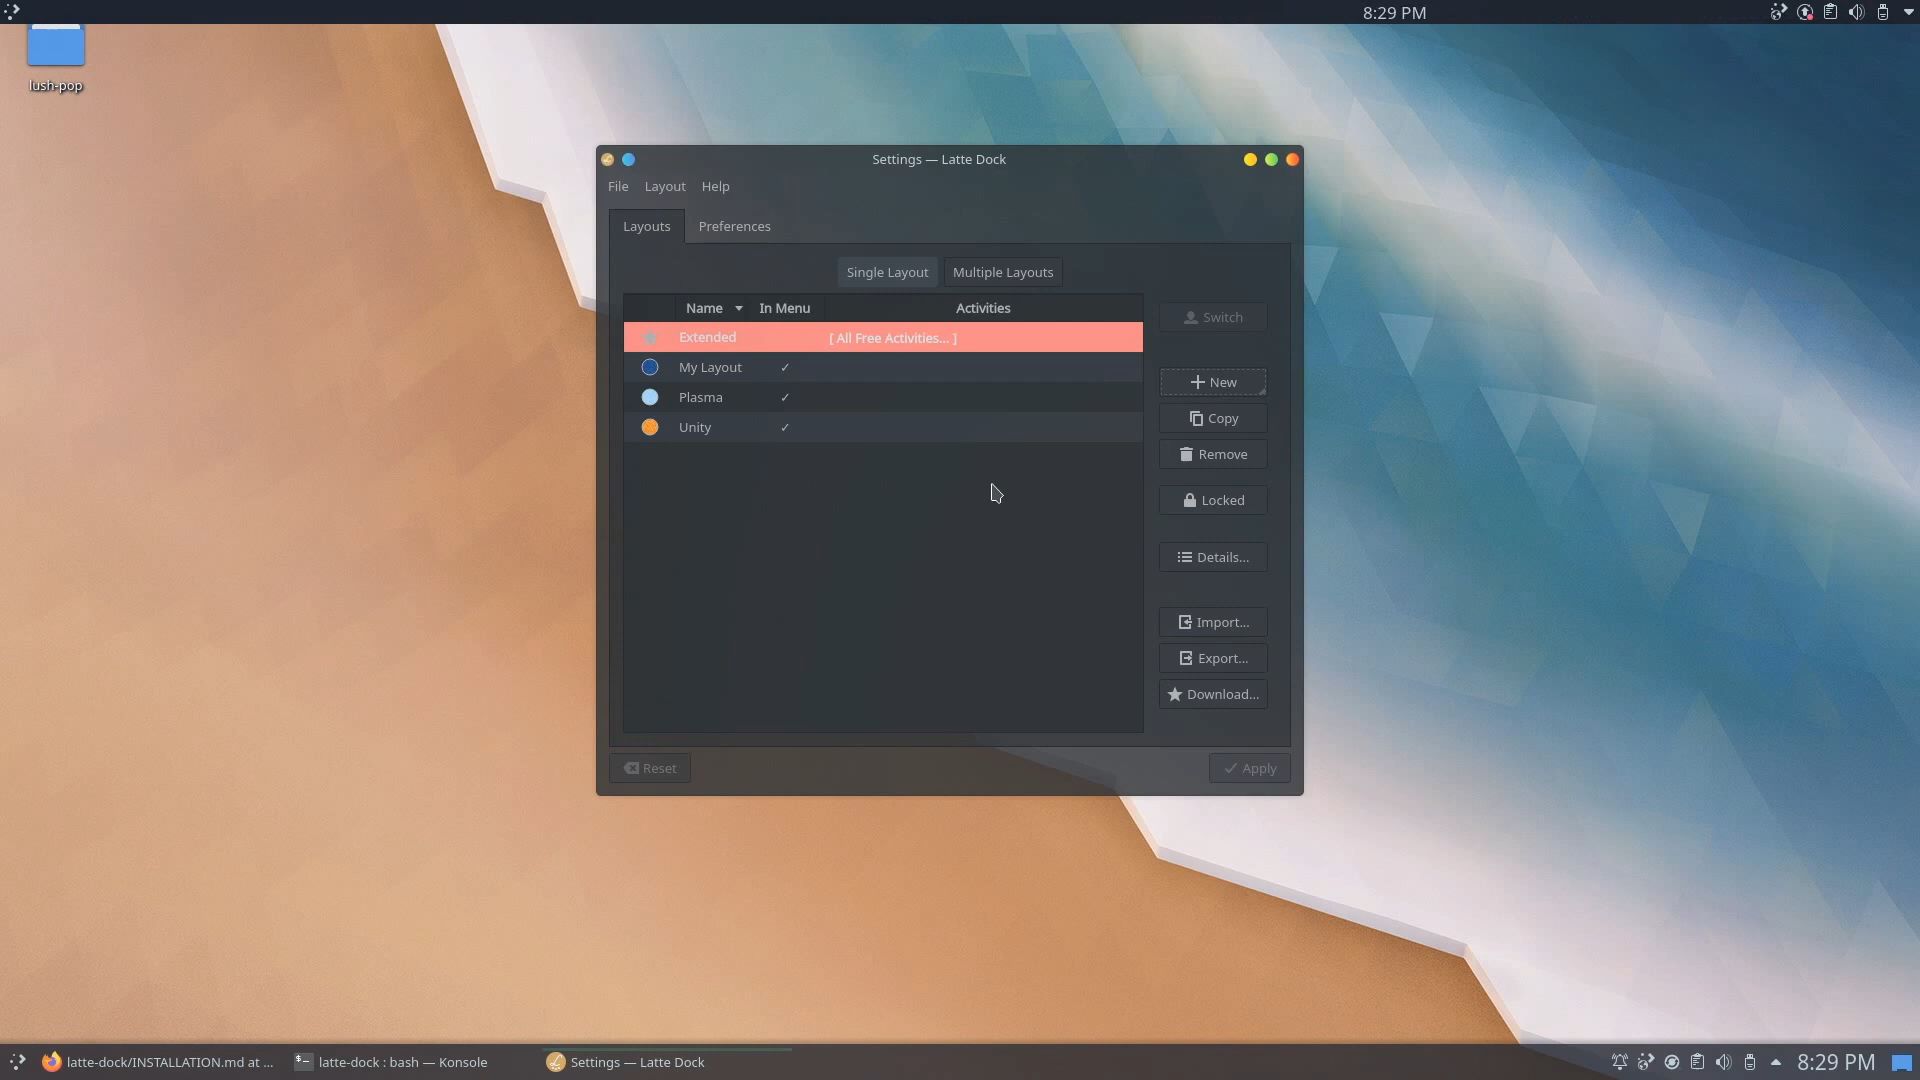 8:29 PM
lush-pop
Settings — Latte Dock
File Layout Help
Layouts Preferences
Single Layout Multiple Layouts
Name In Menu Activities
Extended [ All Free Activities... ]
My Layout ✓
Plasma ✓
Unity ✓
Switch
New
Copy
Remove
Locked
Details...
Import...
Export...
Download...
Reset Apply
latte-dock/INSTALLATION.md at ... latte-dock : bash — Konsole Settings — Latte Dock 8:29 PM